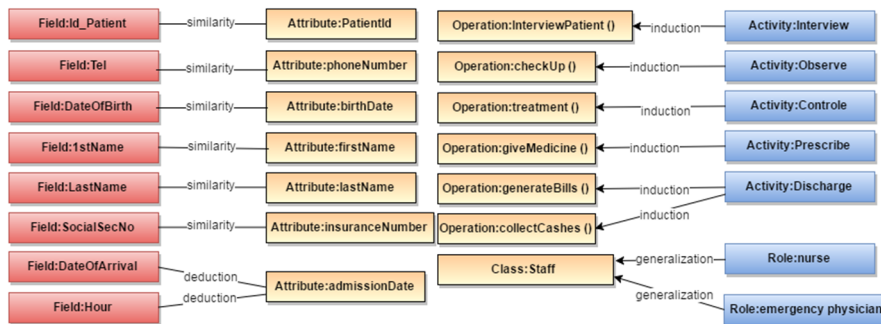 Field:Id_Patient similarity Attribute:PatientId Operation:InterviewPatient () induction Activity:Interview
Field:Tel similarity Attribute:phoneNumber Operation:checkUp () induction Activity:Observe
Field:DateOfBirth similarity Attribute:birthDate Operation:treatment () induction Activity:Controle
Field:1stName similarity Attribute:firstName Operation:giveMedicine () induction Activity:Prescribe
Field:LastName similarity Attribute:lastName Operation:generateBills () induction Activity:Discharge
Field:SocialSecNo similarity Attribute:insuranceNumber Operation:collectCashes () induction
Field:DateOfArrival deduction Attribute:admissionDate Class:Staff generalization Role:nurse
Field:Hour deduction generalization Role:emergency physician